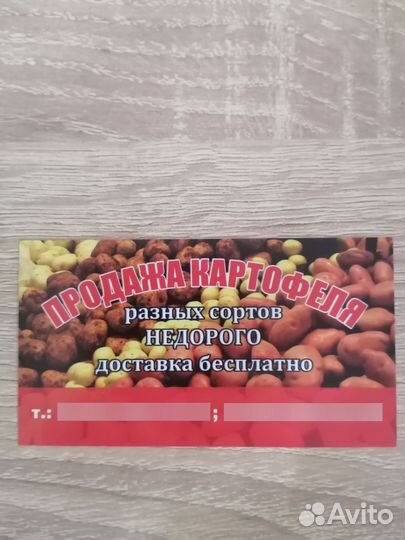 ПРОДАЖА КАРТОФЕЛЯ
разных сортов
НЕДОРОГО
доставка бесплатно
т.: ;
Avito